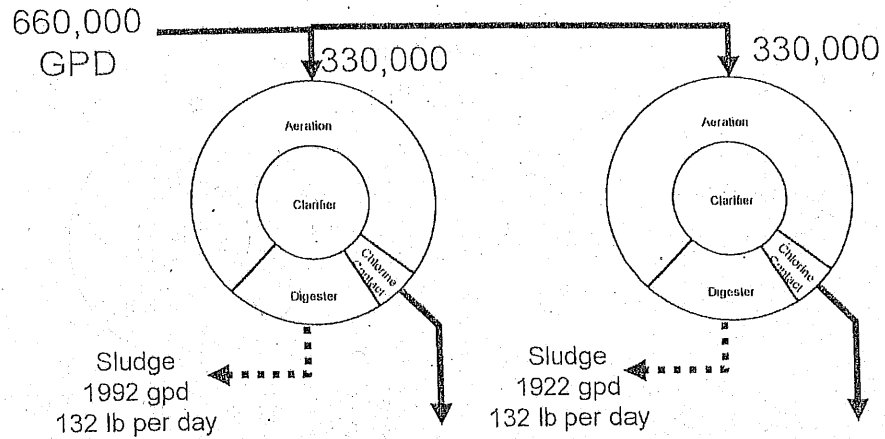 660,000
GPD
330,000
330,000
Aeration
Clarifier
Chlorine
Contact
Digester
Sludge
1992 gpd
132 lb per day
Aeration
Clarifier
Chlorine
Contact
Digester
Sludge
1922 gpd
132 lb per day